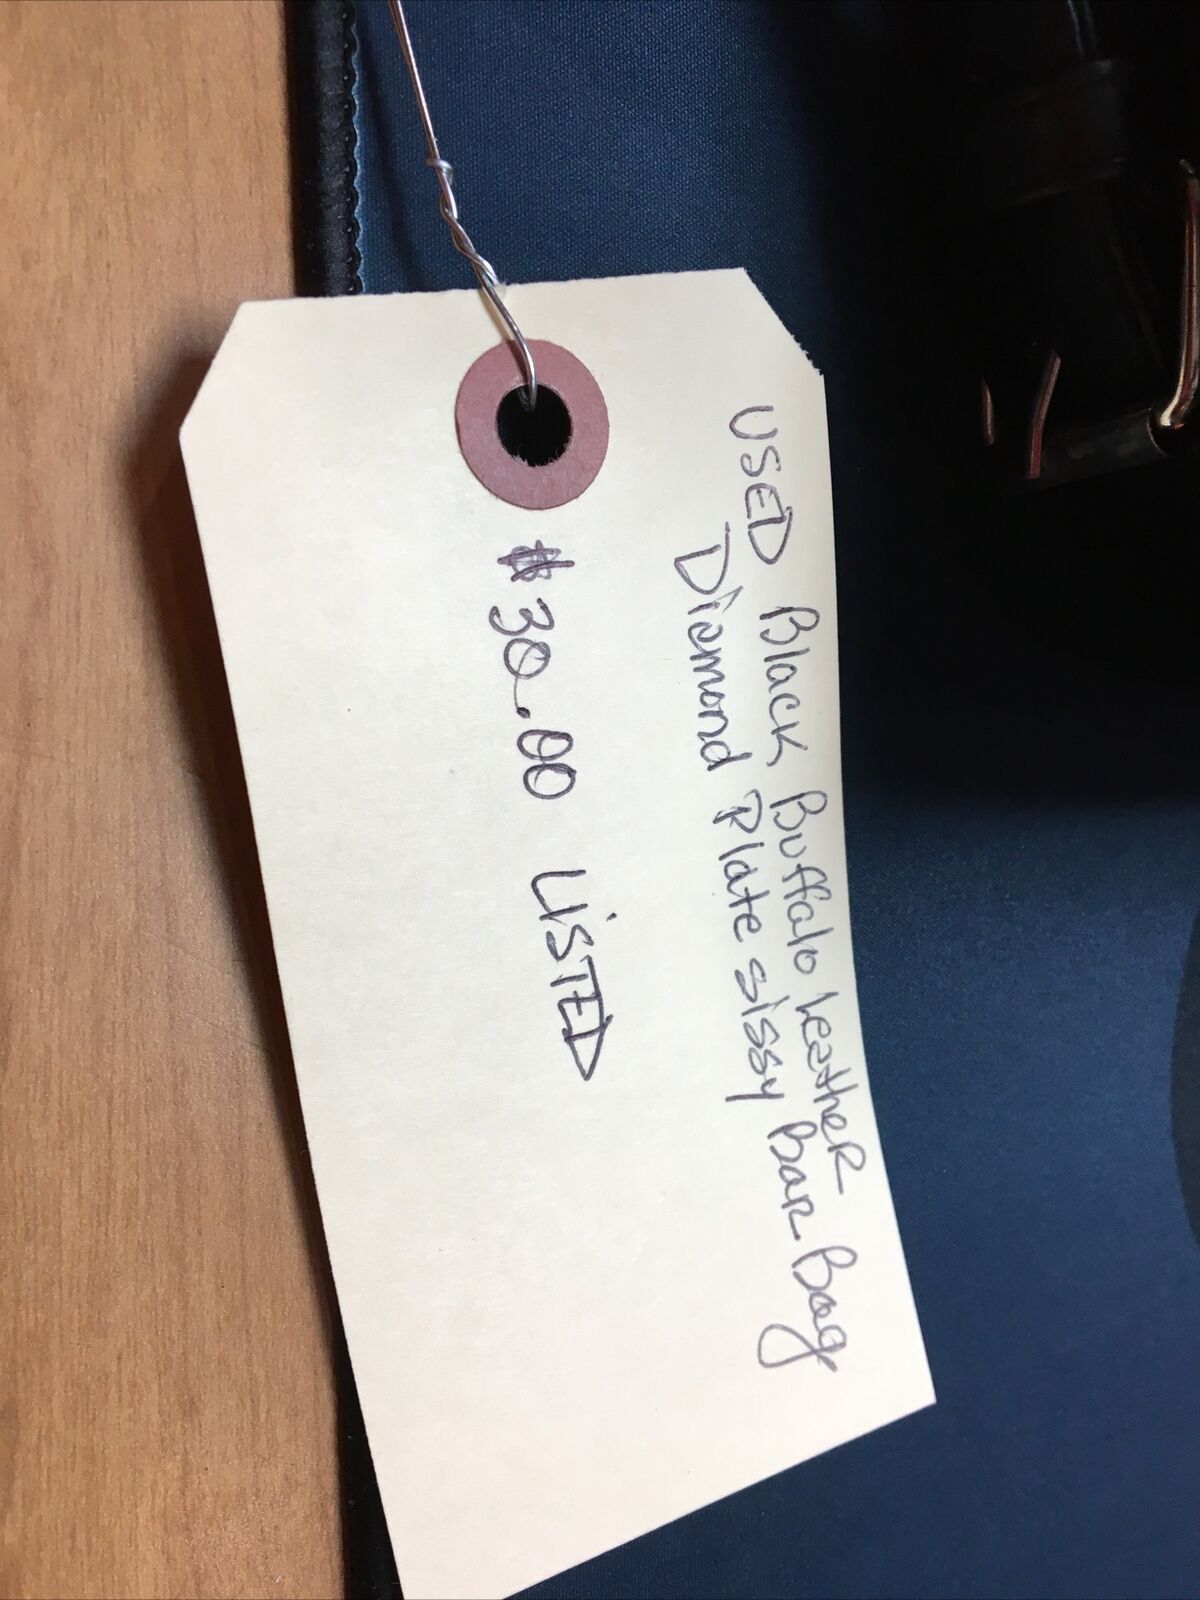 USED Black Buffalo Leather
Diamond Plate sissy Bar Bag
$30.00 LiSTED